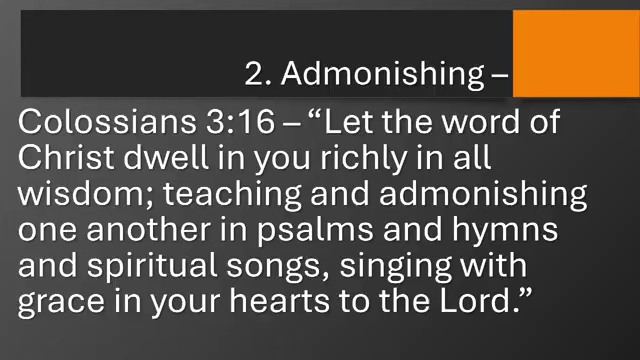 2. Admonishing –
Colossians 3:16 – “Let the word of
Christ dwell in you richly in all
wisdom; teaching and admonishing
one another in psalms and hymns
and spiritual songs, singing with
grace in your hearts to the Lord.”